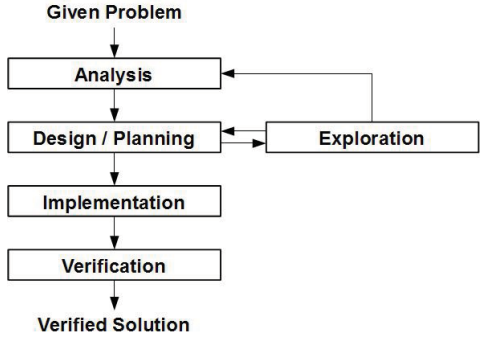 Given Problem
Analysis
Design / Planning
Exploration
Implementation
Verification
Verified Solution